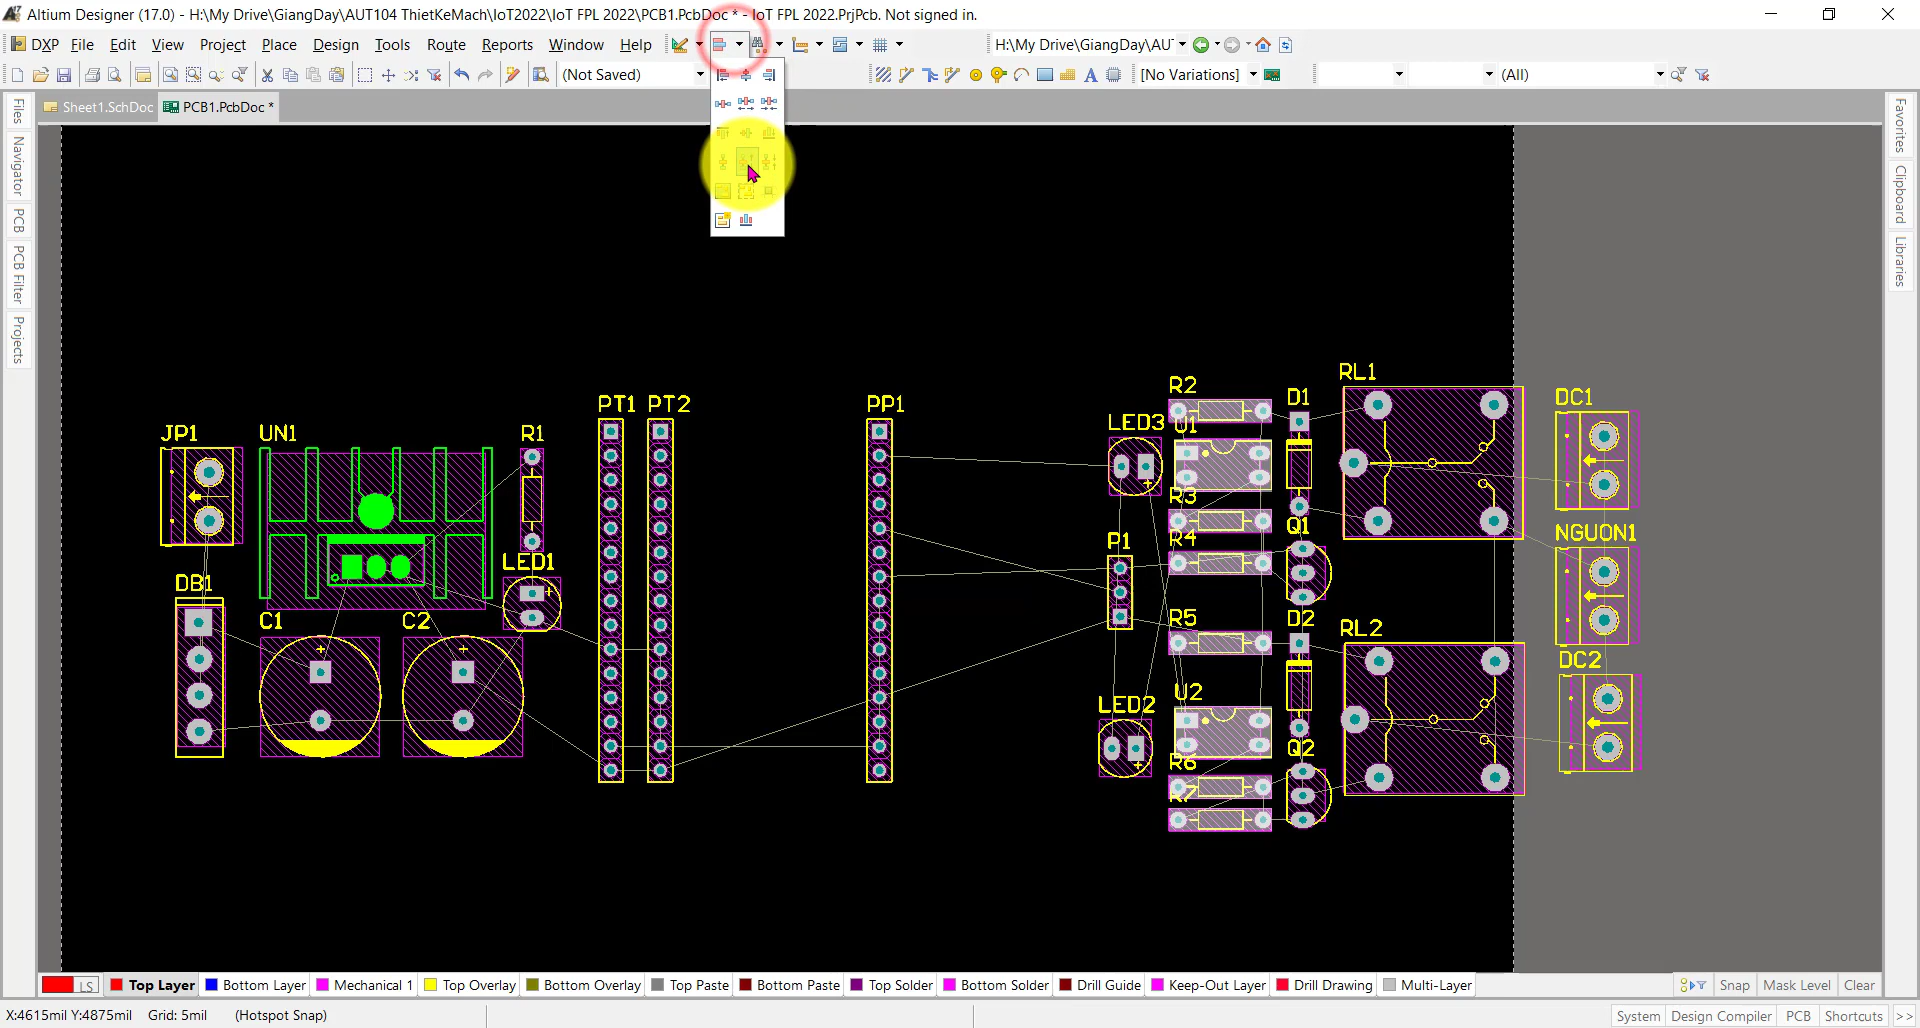 Altium Designer (17.0) - H:\My Drive\GiangDay\AUT104 ThietKeMach\IoT2022\IoT FPL 2022\PCB1.PcbDoc * - IoT FPL 2022.PrjPcb. Not signed in.
DXP File Edit View Project Place Design Tools Route Reports Window Help H:\My Drive\GiangDay\AU
(Not Saved) A [No Variations] (All)
Sheet1.SchDoc PCB1.PcbDoc *
Files
Navigator
PCB
PCB Filter
Projects
Favorites
Clipboard
Libraries
RL1
R2
D1
DC1
PT1 PT2
PP1
LED3
U1
JP1
UN1
R1
R3
Q1
NGUON1
R4
P1
LED1
DB1
C1
C2
R5
D2
RL2
DC2
U2
LED2
Q2
R6
R7
LS Top Layer Bottom Layer Mechanical 1 Top Overlay Bottom Overlay Top Paste Bottom Paste Top Solder Bottom Solder Drill Guide Keep-Out Layer Drill Drawing Multi-Layer Snap Mask Level Clear
X:4615mil Y:4875mil Grid: 5mil (Hotspot Snap) System Design Compiler PCB Shortcuts >>